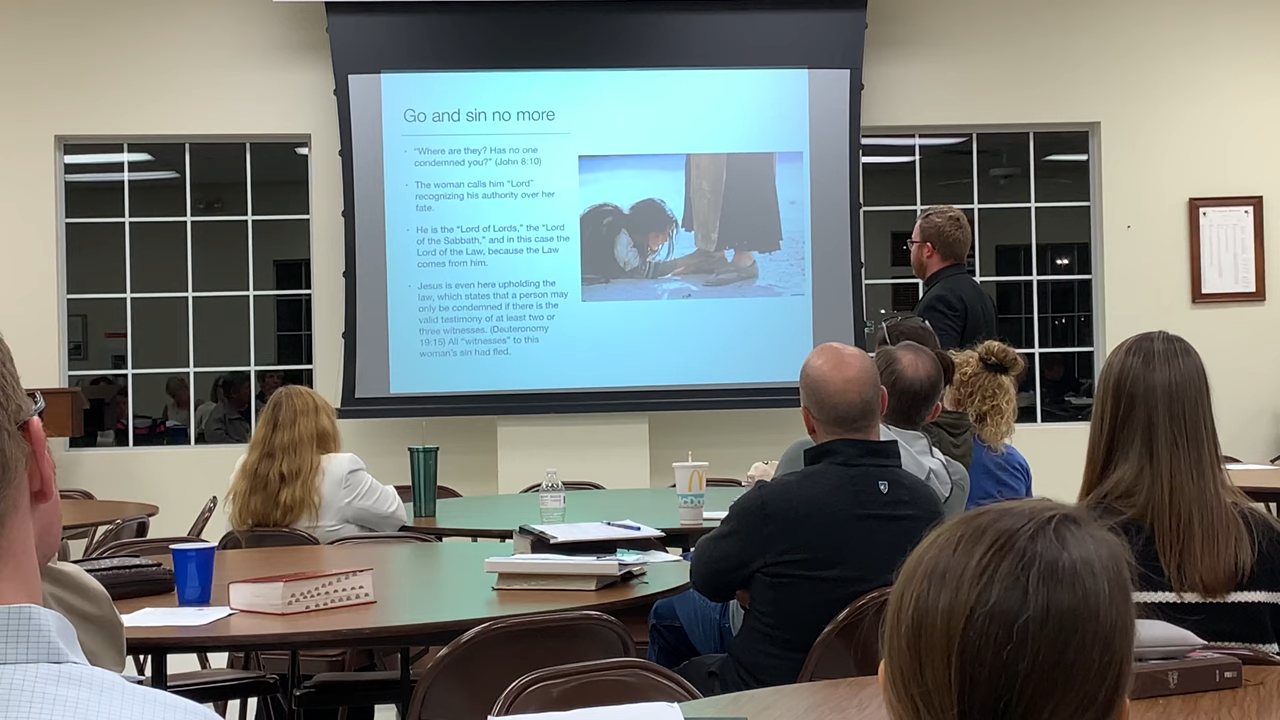 Go and sin no more
· "Where are they? Has no one
condemned you?" (John 8:10)
· The woman calls him "Lord"
recognizing his authority over her
fate.
· He is the "Lord of Lords," the "Lord
of the Sabbath," and in this case the
Lord of the Law, because the Law
comes from him.
· Jesus is even here upholding the
law, which states that a person may
only be condemned if there is the
valid testimony of at least two or
three witnesses. (Deuteronomy
19:15) All "witnesses" to this
woman's sin had fled.